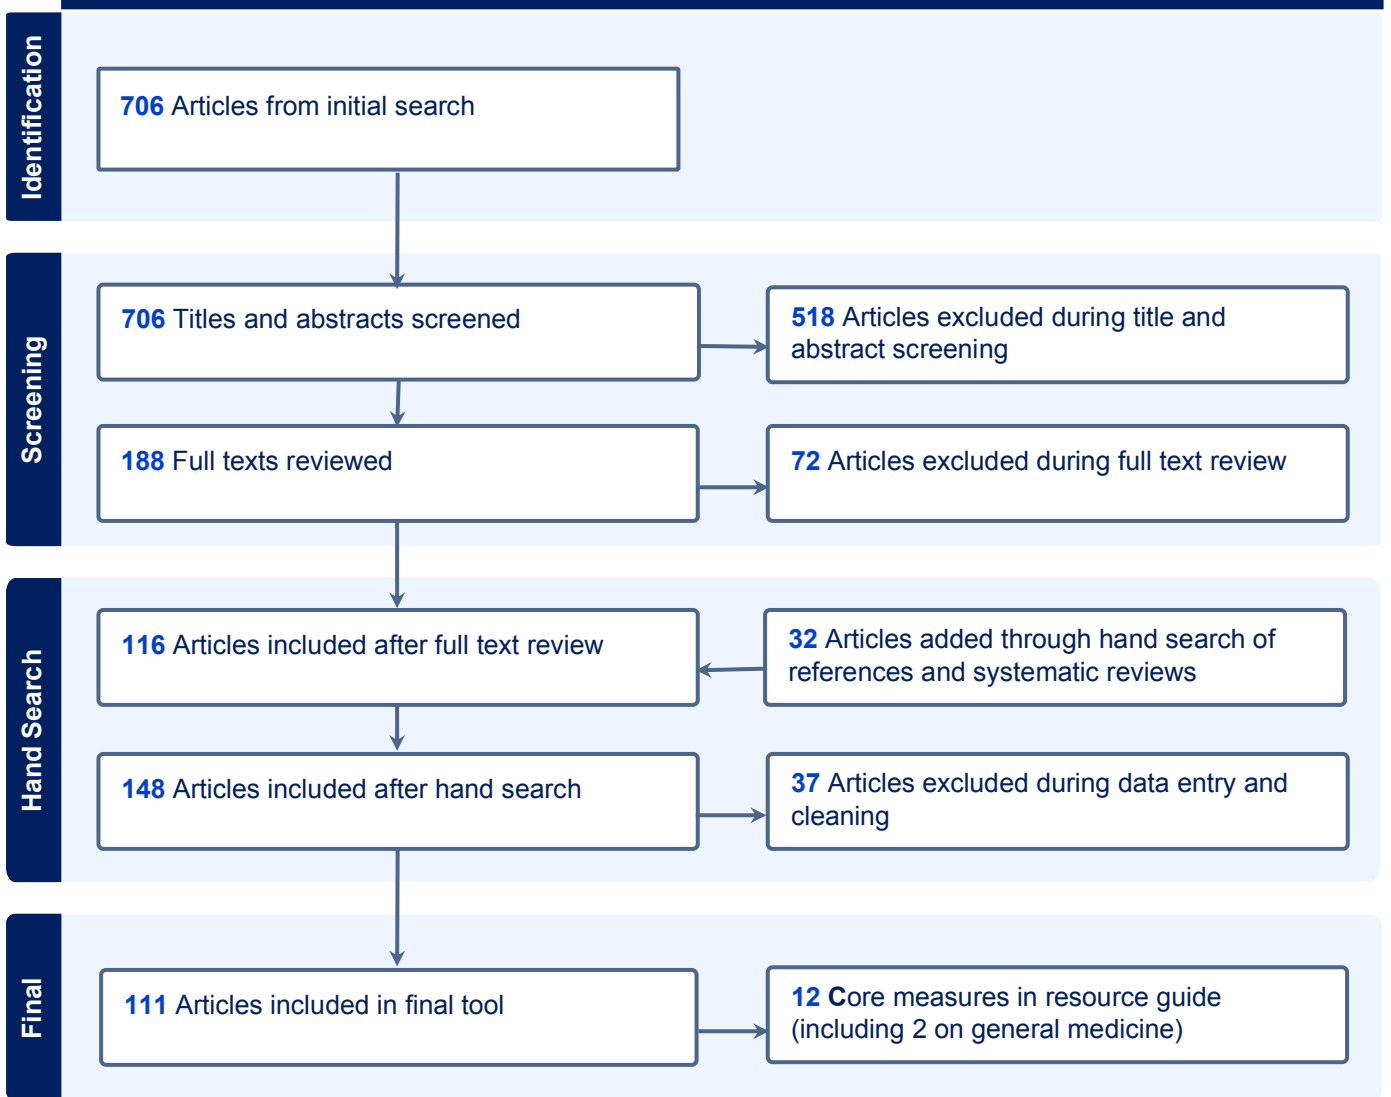 Identification
706 Articles from initial search
Screening
706 Titles and abstracts screened
518 Articles excluded during title and
abstract screening
188 Full texts reviewed
72 Articles excluded during full text review
Hand Search
116 Articles included after full text review
32 Articles added through hand search of
references and systematic reviews
148 Articles included after hand search
37 Articles excluded during data entry and
cleaning
Final
111 Articles included in final tool
12 Core measures in resource guide
(including 2 on general medicine)